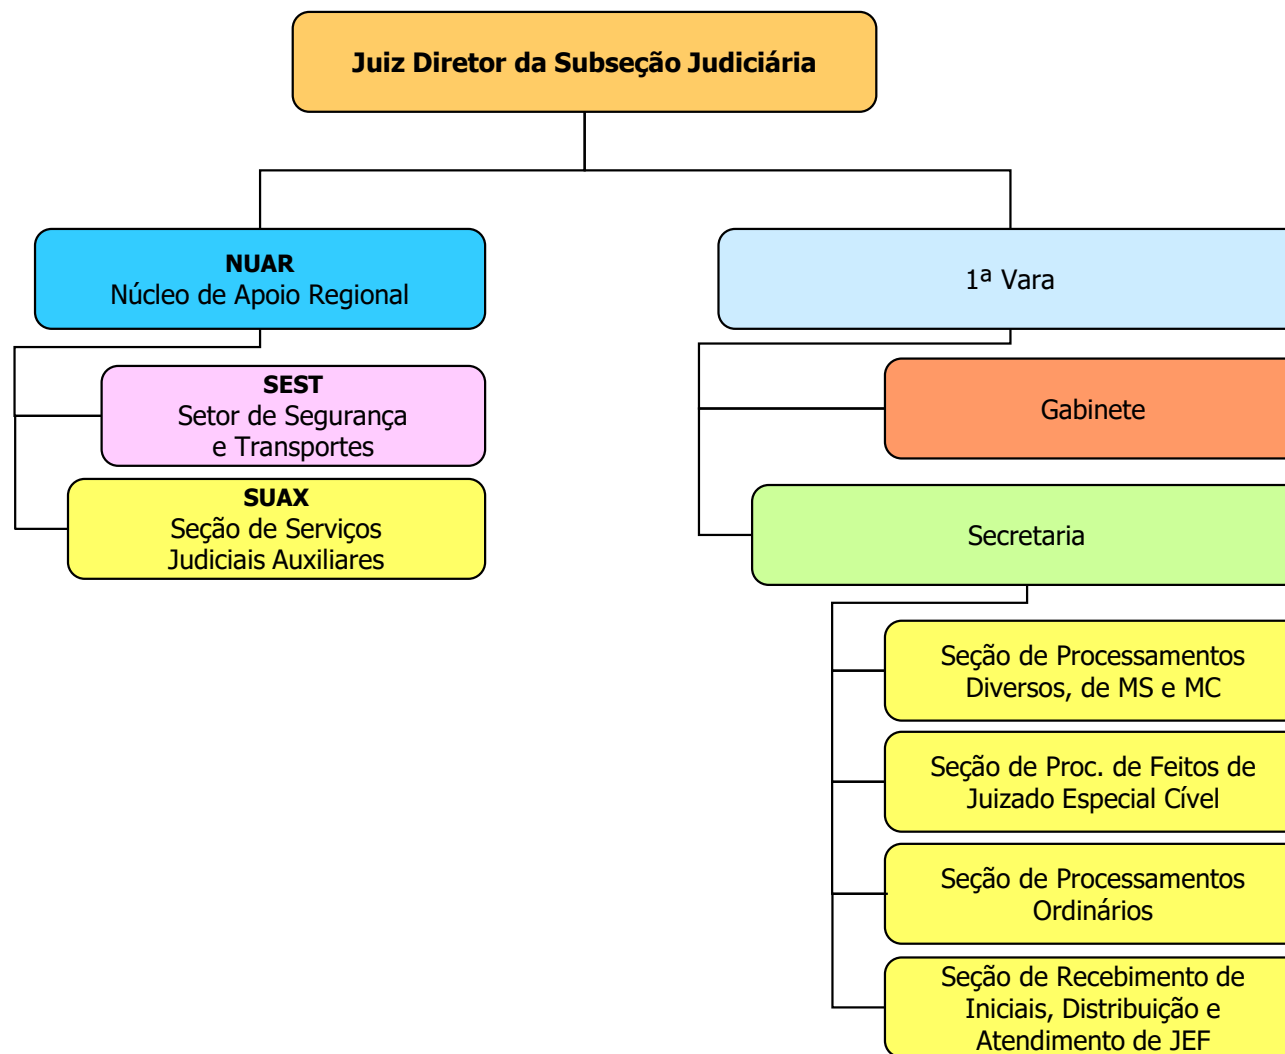 Juiz Diretor da Subseção Judiciária
NUAR
Núcleo de Apoio Regional
SEST
Setor de Segurança
e Transportes
SUAX
Seção de Serviços
Judiciais Auxiliares
1ª Vara
Gabinete
Secretaria
Seção de Processamentos
Diversos, de MS e MC
Seção de Proc. de Feitos de
Juizado Especial Cível
Seção de Processamentos
Ordinários
Seção de Recebimento de
Iniciais, Distribuição e
Atendimento de JEF